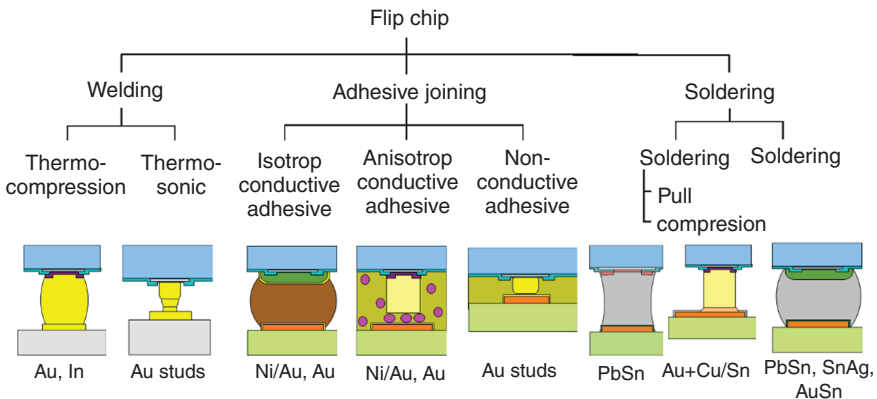 Flip chip
Welding
Adhesive joining
Soldering
Thermo-
compression
Thermo-
sonic
Isotrop
conductive
adhesive
Anisotrop
conductive
adhesive
Non-
conductive
adhesive
Soldering
Pull
compresion
Soldering
Au, In
Au studs
Ni/Au, Au
Ni/Au, Au
Au studs
PbSn
Au+Cu/Sn
PbSn, SnAg,
AuSn